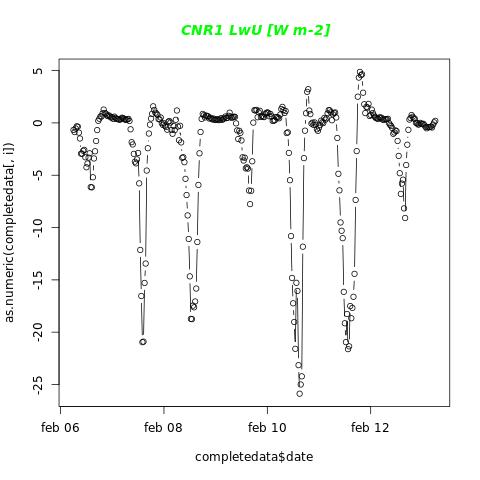 CNR1 LwU [W m-2]
as.numeric(completedata[, i])
5
0
-5
-10
-15
-20
-25
feb 06
feb 08
feb 10
feb 12
completedata$date